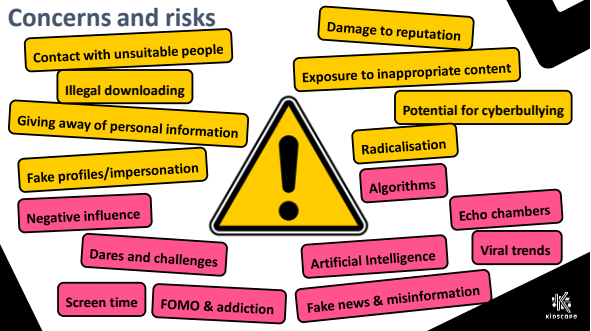 Concerns and risks
Contact with unsuitable people
Illegal downloading
Giving away of personal information
Fake profiles/impersonation
Negative influence
Dares and challenges
Screen time
FOMO & addiction
Damage to reputation
Exposure to inappropriate content
Potential for cyberbullying
Radicalisation
Algorithms
Echo chambers
Viral trends
Artificial Intelligence
Fake news & misinformation
KIDSCAPE